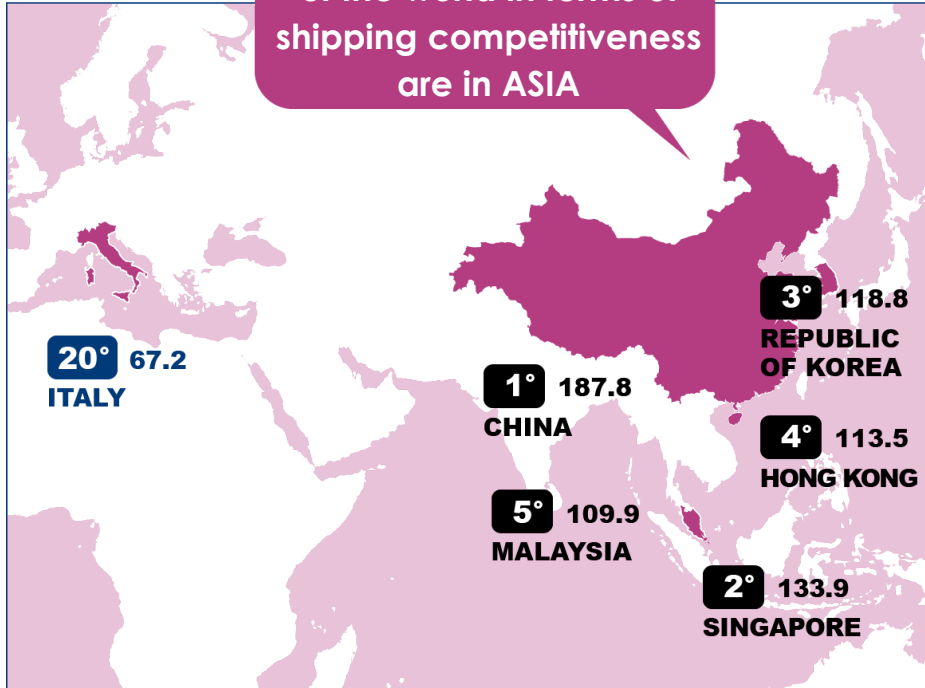 shipping competitiveness
are in ASIA
3° 118.8
REPUBLIC
OF KOREA
20° 67.2
ITALY
1° 187.8
CHINA
4° 113.5
HONG KONG
5° 109.9
MALAYSIA
2° 133.9
SINGAPORE